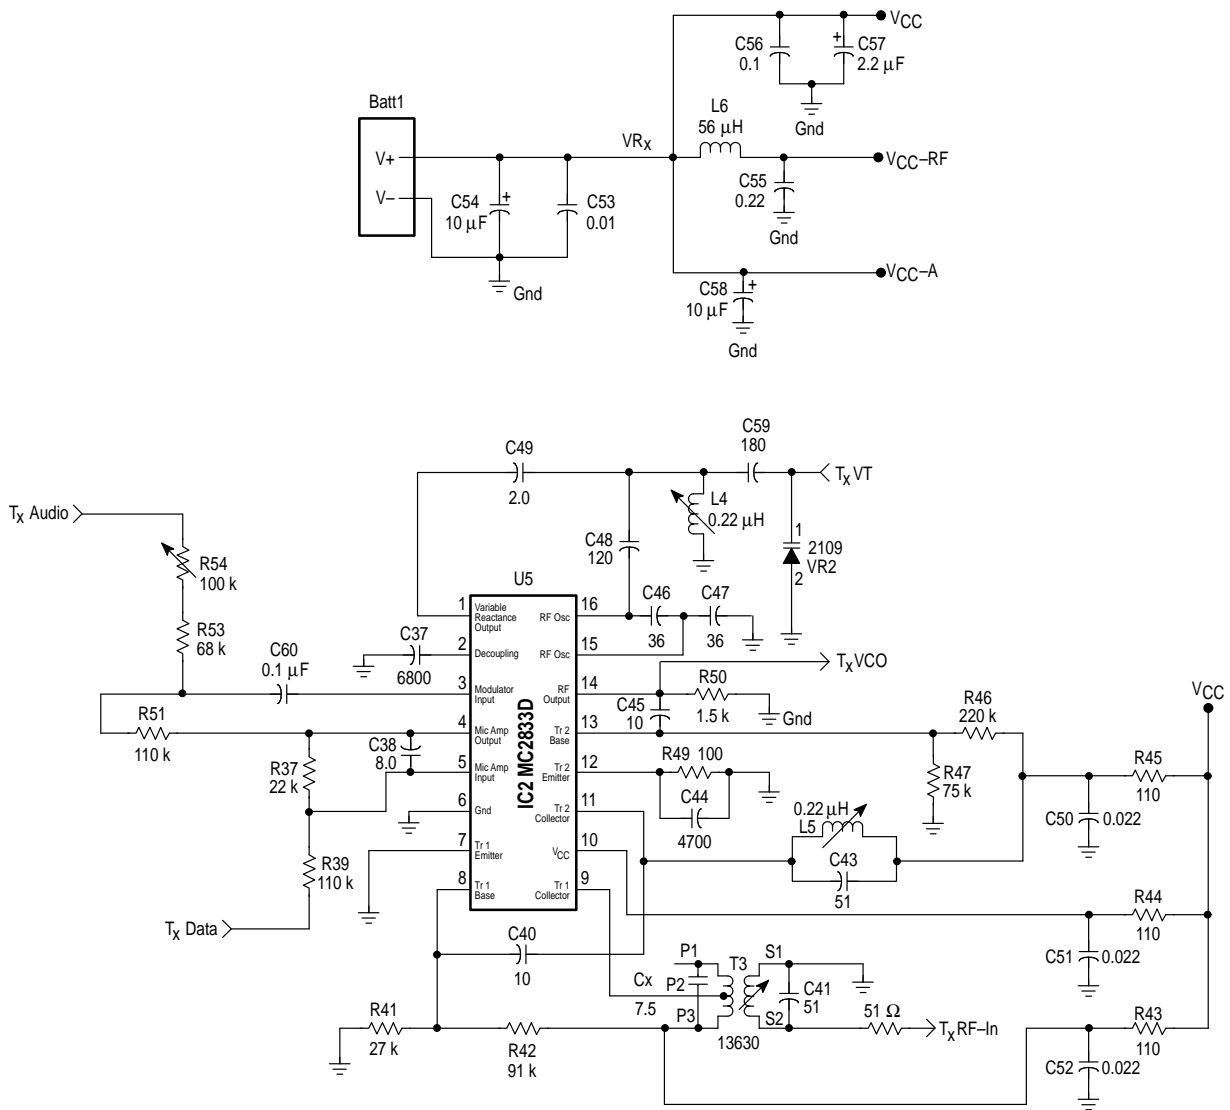 VCC
C56
0.1
+
C57
2.2 µF
Gnd
Batt1
V+
V–
VRx
L6
56 µH
VCC–RF
C55
0.22
Gnd
C54
+
10 µF
C53
0.01
Gnd
VCC–A
C58
+
10 µF
Gnd
C49
2.0
C59
180
Tx VT
Tx Audio
R54
100 k
L4
0.22 µH
C48
120
1
2109
VR2
2
U5
R53
68 k
C60
0.1 µF
C37
6800
1
Variable
Reactance
Output
2
Decoupling
3
Modulator
Input
4
Mic Amp
Output
5
Mic Amp
Input
6
Gnd
7
Tr 1
Emitter
8
Tr 1
Base
IC2 MC2833D
16
RF Osc
15
RF Osc
14
RF
Output
13
Tr 2
Base
12
Tr 2
Emitter
11
Tr 2
Collector
10
VCC
9
Tr 1
Collector
C46
36
C47
36
TxVCO
R50
1.5 k
Gnd
C45
10
R51
110 k
C38
8.0
R37
22 k
R39
110 k
Tx Data
R49 100
C44
4700
R46
220 k
R47
75 k
VCC
R45
110
C50
0.022
0.22 µH
L5
C43
51
R44
110
C51
0.022
C40
10
P1
Cx
P2
7.5
P3
T3
13630
S1
C41
51
S2
51 Ω
TxRF–In
R41
27 k
R42
91 k
R43
110
C52
0.022